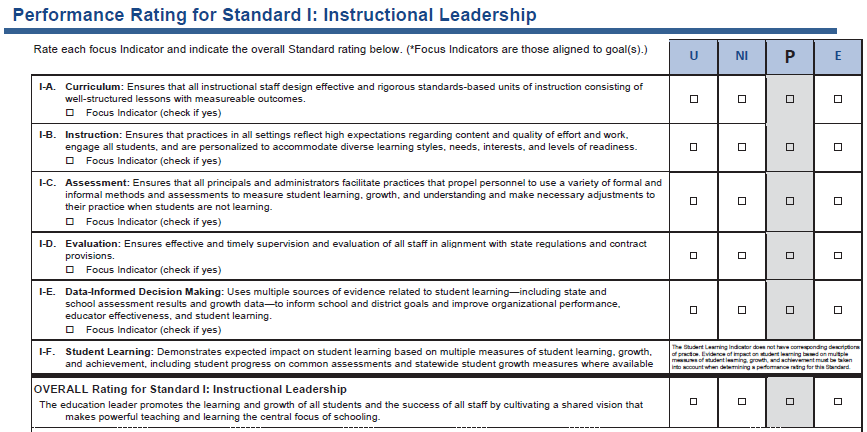 Performance Rating for Standard I: Instructional Leadership
Rate each focus Indicator and indicate the overall Standard rating below. (*Focus Indicators are those aligned to goal(s).)
U NI P E
I-A. Curriculum: Ensures that all instructional staff design effective and rigorous standards-based units of instruction consisting of
well-structured lessons with measureable outcomes.
Focus Indicator (check if yes)
I-B. Instruction: Ensures that practices in all settings reflect high expectations regarding content and quality of effort and work,
engage all students, and are personalized to accommodate diverse learning styles, needs, interests, and levels of readiness.
Focus Indicator (check if yes)
I-C. Assessment: Ensures that all principals and administrators facilitate practices that propel personnel to use a variety of formal and
informal methods and assessments to measure student learning, growth, and understanding and make necessary adjustments to
their practice when students are not learning.
Focus Indicator (check if yes)
I-D. Evaluation: Ensures effective and timely supervision and evaluation of all staff in alignment with state regulations and contract
provisions.
Focus Indicator (check if yes)
I-E. Data-Informed Decision Making: Uses multiple sources of evidence related to student learning—including state and
school assessment results and growth data—to inform school and district goals and improve organizational performance,
educator effectiveness, and student learning.
Focus Indicator (check if yes)
I-F. Student Learning: Demonstrates expected impact on student learning based on multiple measures of student learning, growth,
and achievement, including student progress on common assessments and statewide student growth measures where available
The Student Learning Indicator does not have corresponding descriptions
of practice. Evidence of impact on student learning based on multiple
measures of student learning, growth, and achievement must be taken
into account when determining a performance rating for this Standard.
OVERALL Rating for Standard I: Instructional Leadership
The education leader promotes the learning and growth of all students and the success of all staff by cultivating a shared vision that
makes powerful teaching and learning the central focus of schooling.